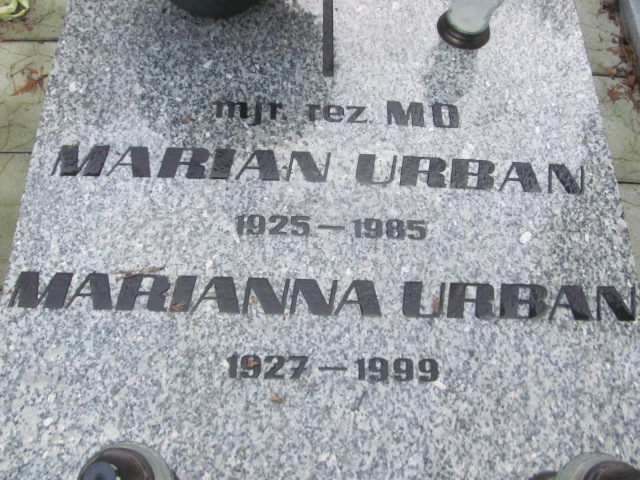 mjr. rez. MO
MARIAN URBAN
1925 – 1985
MARIANNA URBAN
1927 – 1999